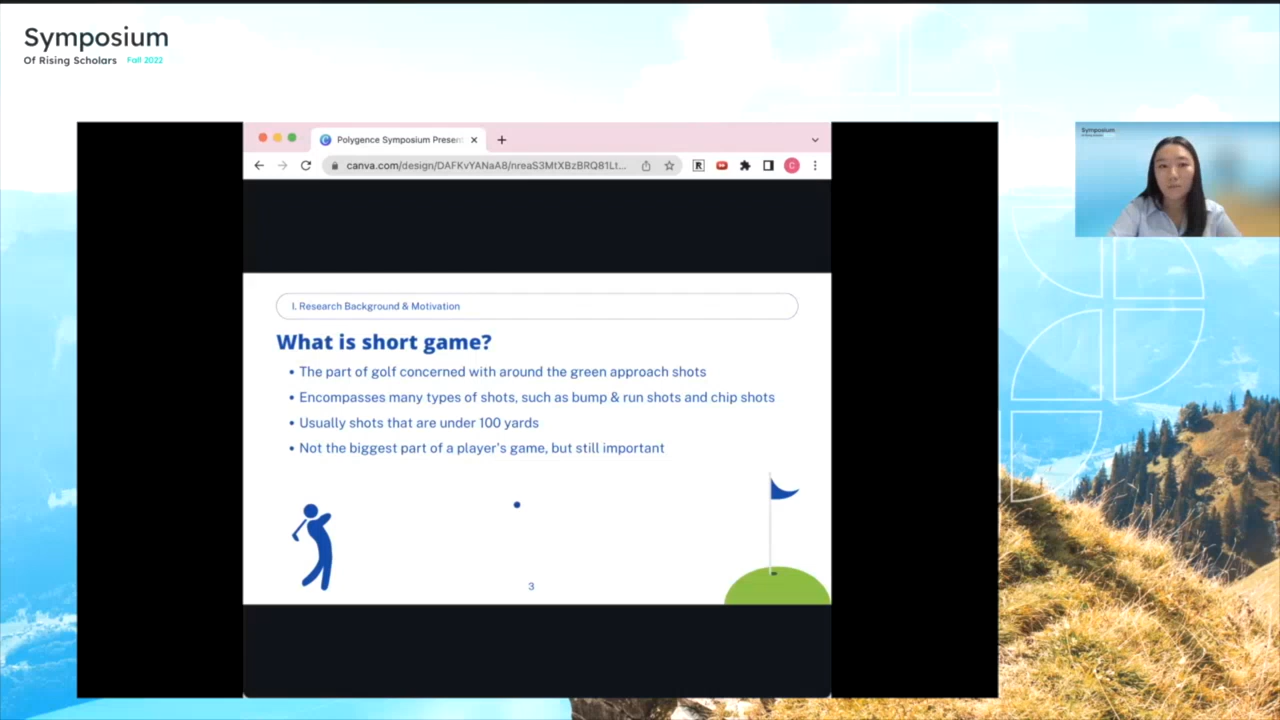 Symposium
Of Rising Scholars Fall 2022
Polygence Symposium Presen
canva.com/design/DAFKvYANaA8/nreaS3MtXBzBRQ81Lt...
R
C
Symposium
I. Research Background & Motivation
What is short game?
• The part of golf concerned with around the green approach shots
• Encompasses many types of shots, such as bump & run shots and chip shots
• Usually shots that are under 100 yards
• Not the biggest part of a player's game, but still important
3